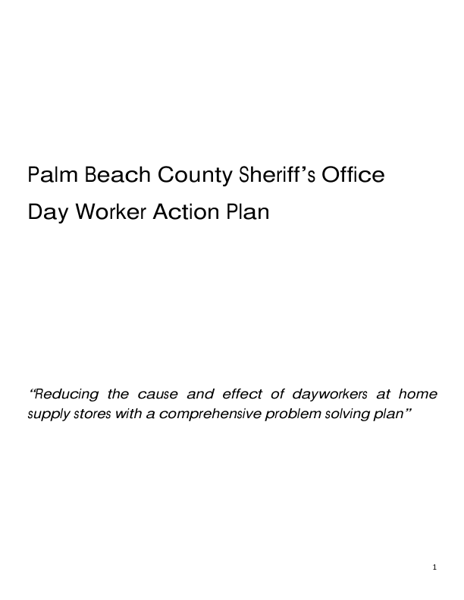 Palm Beach County Sheriff's Office
Day Worker Action Plan
“Reducing the cause and effect of dayworkers at home
supply stores with a comprehensive problem solving plan”
1